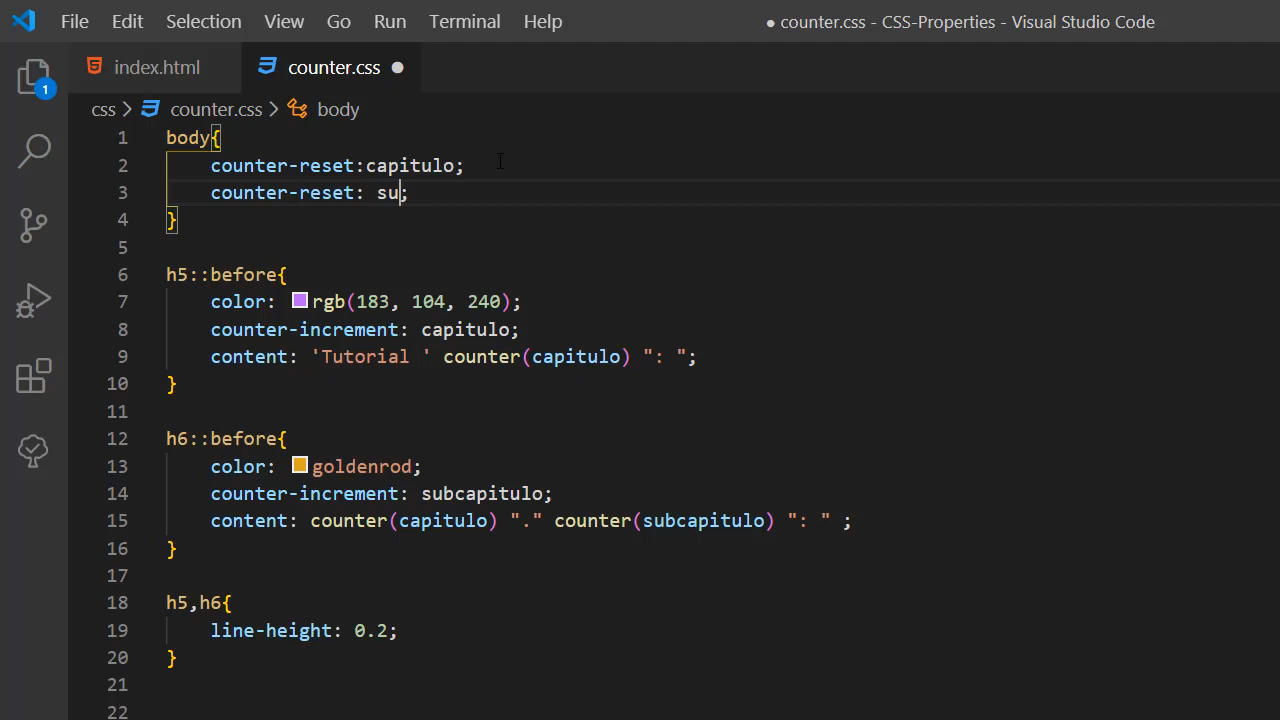 File Edit Selection View Go Run Terminal Help ● counter.css - CSS-Properties - Visual Studio Code
index.html counter.css ●
1
css > counter.css > body
1 body{
2 counter-reset:capitulo;
3 counter-reset: su;
4 }
5
6 h5::before{
7 color: rgb(183, 104, 240);
8 counter-increment: capitulo;
9 content: 'Tutorial ' counter(capitulo) ": ";
10 }
11
12 h6::before{
13 color: goldenrod;
14 counter-increment: subcapitulo;
15 content: counter(capitulo) "." counter(subcapitulo) ": " ;
16 }
17
18 h5,h6{
19 line-height: 0.2;
20 }
21
22